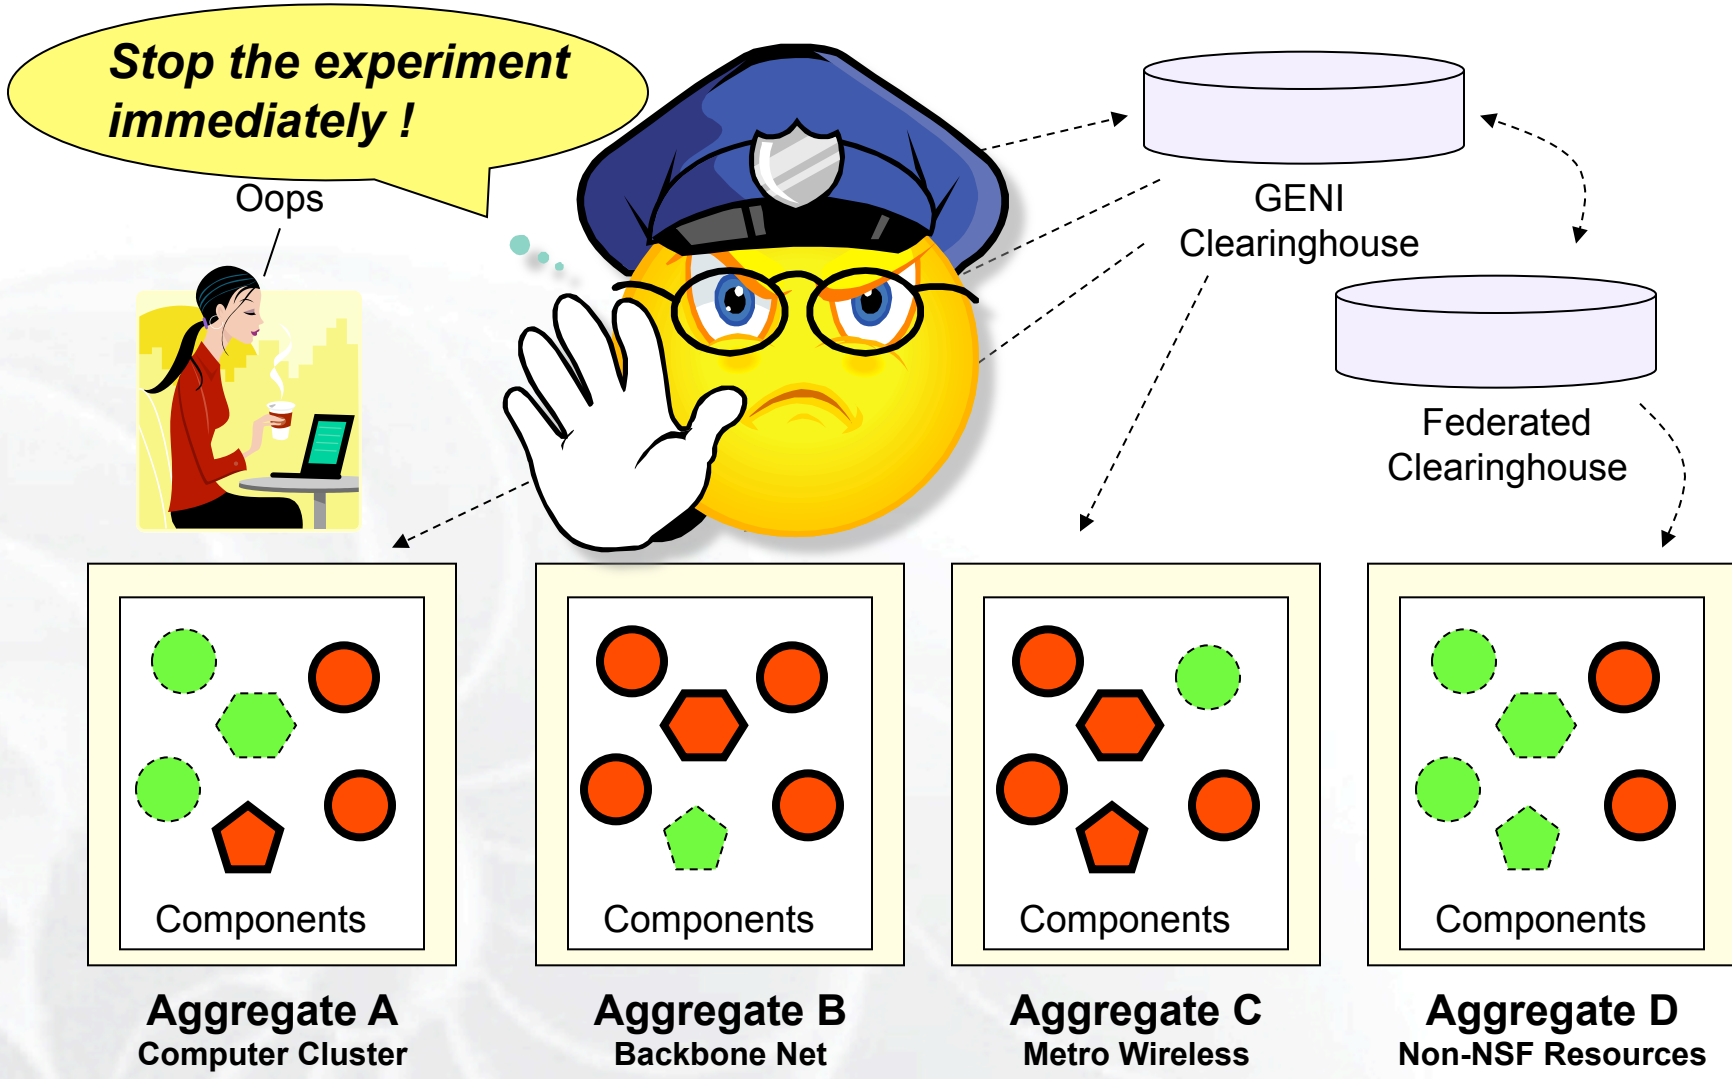 Stop the experiment
immediately !
Oops
GENI
Clearinghouse
Federated
Clearinghouse
Components
Components
Components
Components
Aggregate A
Computer Cluster
Aggregate B
Backbone Net
Aggregate C
Metro Wireless
Aggregate D
Non-NSF Resources